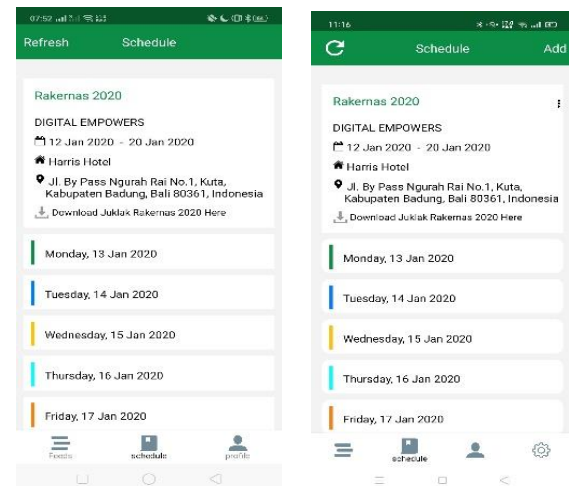 07:52
Refresh Schedule
Rakernas 2020
DIGITAL EMPOWERS
12 Jan 2020 - 20 Jan 2020
Harris Hotel
Jl. By Pass Ngurah Rai No.1, Kuta,
Kabupaten Badung, Bali 80361, Indonesia
Download Juklak Rakernas 2020 Here
Monday, 13 Jan 2020
Tuesday, 14 Jan 2020
Wednesday, 15 Jan 2020
Thursday, 16 Jan 2020
Friday, 17 Jan 2020
Feeds schedule profile
11:16
Schedule Add
Rakernas 2020
DIGITAL EMPOWERS
12 Jan 2020 - 20 Jan 2020
Harris Hotel
Jl. By Pass Ngurah Rai No.1, Kuta,
Kabupaten Badung, Bali 80361, Indonesia
Download Juklak Rakernas 2020 Here
Monday, 13 Jan 2020
Tuesday, 14 Jan 2020
Wednesday, 15 Jan 2020
Thursday, 16 Jan 2020
Friday, 17 Jan 2020
schedule